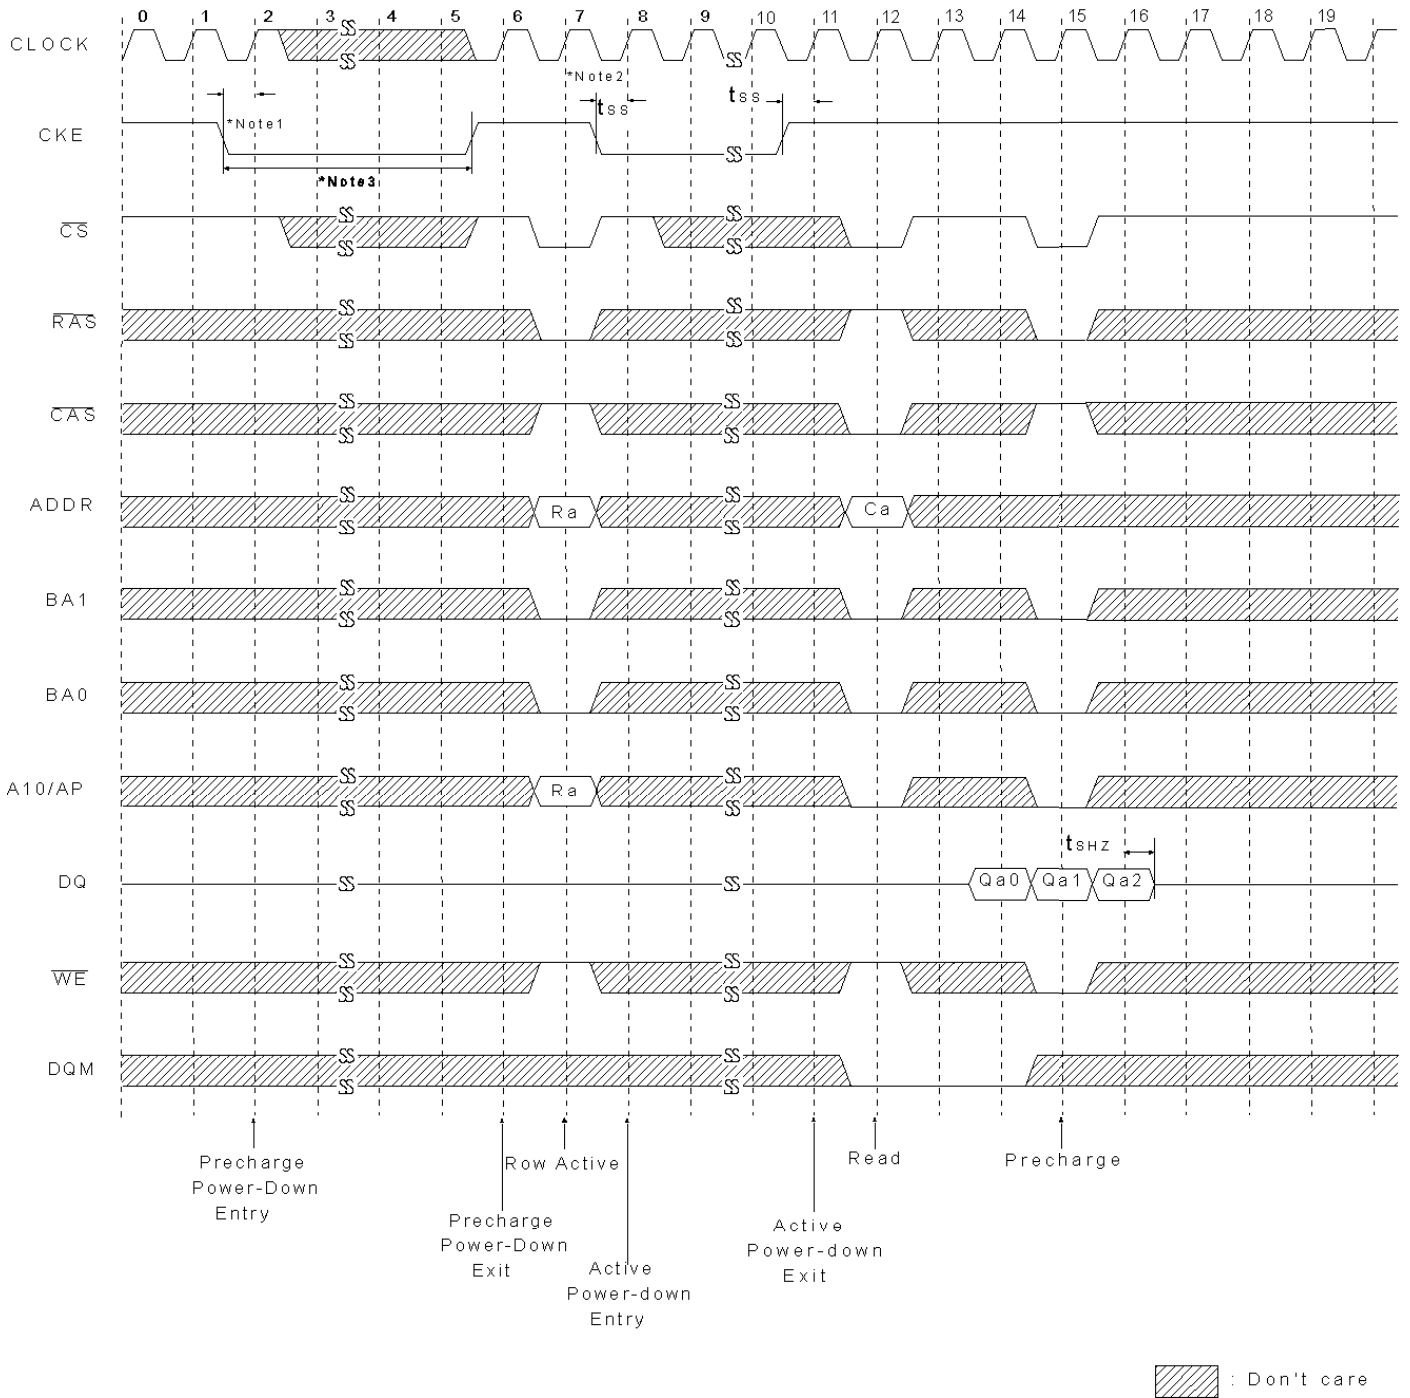 0 1 2 3 4 5 6 7 8 9 10 11 12 13 14 15 16 17 18 19
CLOCK
*Note2
tSS
tSS
*Note1
CKE
*Note3
CS
RAS
CAS
ADDR
Ra
Ca
BA1
BA0
A10/AP
Ra
tSHZ
DQ
Qa0
Qa1
Qa2
WE
DQM
Precharge
Power-Down
Entry
Precharge
Power-Down
Exit
Row Active
Active
Power-down
Entry
Active
Power-down
Exit
Read
Precharge
: Don't care